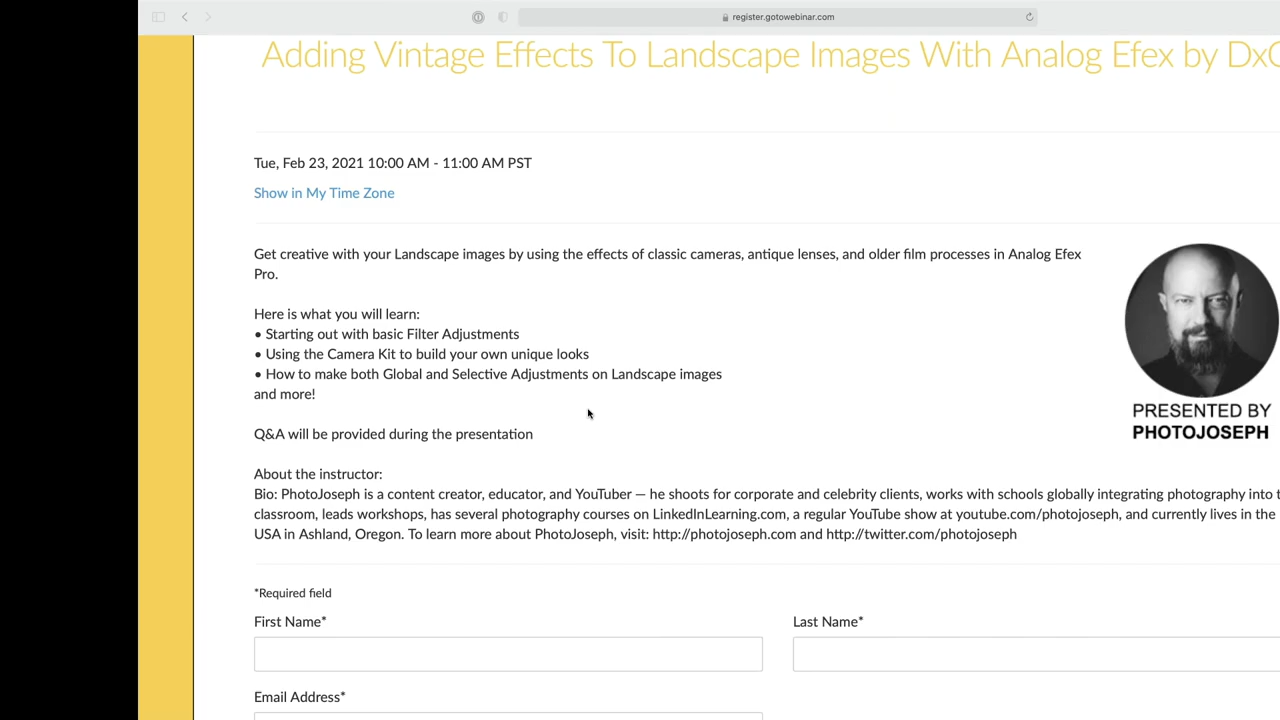 register.gotowebinar.com
Adding Vintage Effects To Landscape Images With Analog Efex by Dx
Tue, Feb 23, 2021 10:00 AM - 11:00 AM PST
Show in My Time Zone
Get creative with your Landscape images by using the effects of classic cameras, antique lenses, and older film processes in Analog Efex
Pro.
Here is what you will learn:
• Starting out with basic Filter Adjustments
• Using the Camera Kit to build your own unique looks
• How to make both Global and Selective Adjustments on Landscape images
and more!
Q&A will be provided during the presentation
PRESENTED BY
PHOTOJOSEPH
About the instructor:
Bio: PhotoJoseph is a content creator, educator, and YouTuber — he shoots for corporate and celebrity clients, works with schools globally integrating photography into
classroom, leads workshops, has several photography courses on LinkedInLearning.com, a regular YouTube show at youtube.com/photojoseph, and currently lives in the
USA in Ashland, Oregon. To learn more about PhotoJoseph, visit: http://photojoseph.com and http://twitter.com/photojoseph
*Required field
First Name*
Last Name*
Email Address*